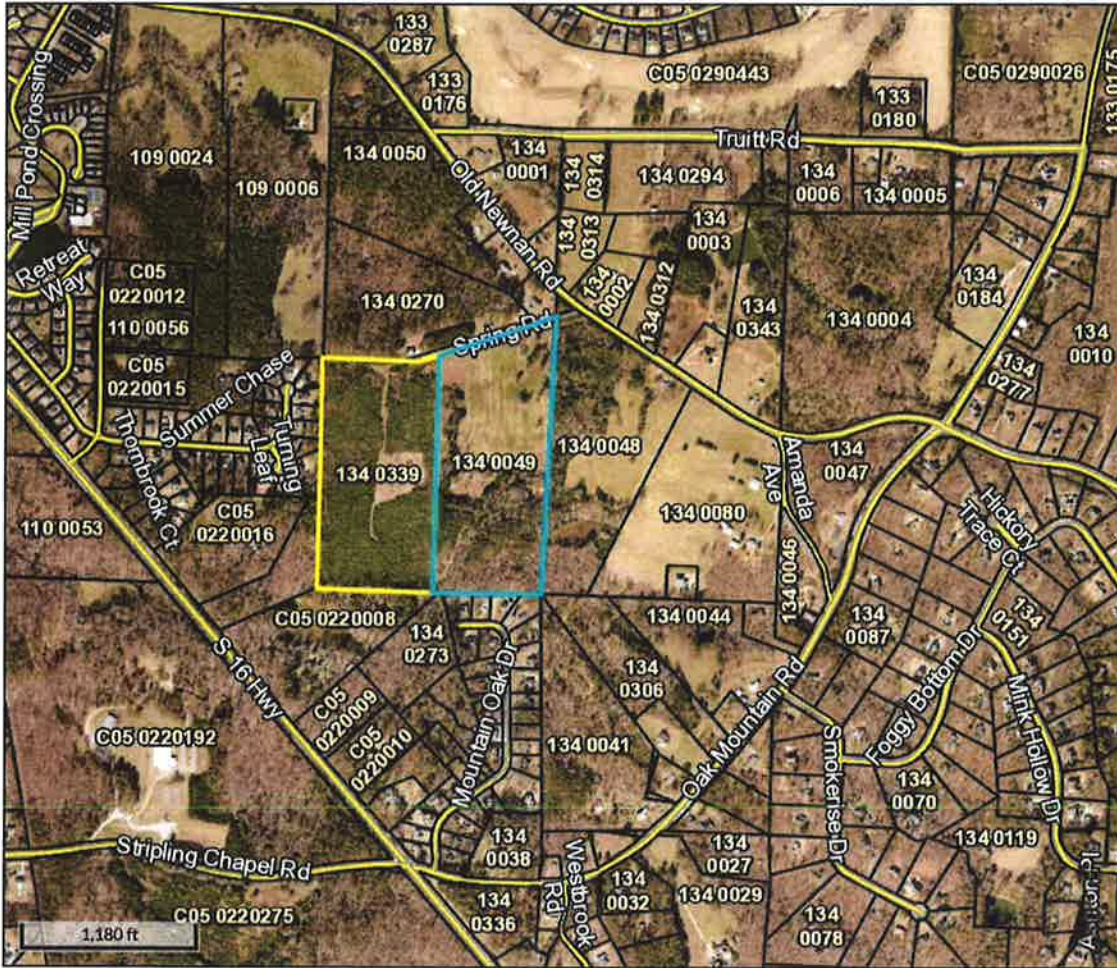 133
0287
133
0176
C05 0290443
133
0180
C05 0290026
133 0175
Mill Pond Crossing
109 0024
109 0006
134 0050
Old Newnan Rd
134
0001
134
0314
Truitt Rd
134 0294
134
0006
134 0005
134
0313
134
0003
134
0002
134 0312
134
0343
134 0004
134
0184
134
0010
134
0277
Retreat
Way
C05
0220012
110 0056
C05
0220015
134 0270
Spring Rd
Summer Chase
Turning
Leaf
Thornbrook Ct
C05
0220016
110 0053
134 0339
134 0049
134 0048
134 0080
Amanda
Ave
134
0047
134 0046
Hickory
Trace Ct
134
0151
C05 0220008
134
0273
134 0044
134
0087
S 16 Hwy
C05
0220009
C05
0220010
Mountain Oak Dr
134
0306
134 0041
Oak Mountain Rd
Foggy Bottom Dr
Mink Hollow Dr
Smokerise Dr
134
0070
134 0119
C05 0220192
Stripling Chapel Rd
134
0038
134
0027
Westbrook
Rd
134
0032
134 0029
134
0336
134
0078
Ashton Pl
C05 0220275
1,180 ft